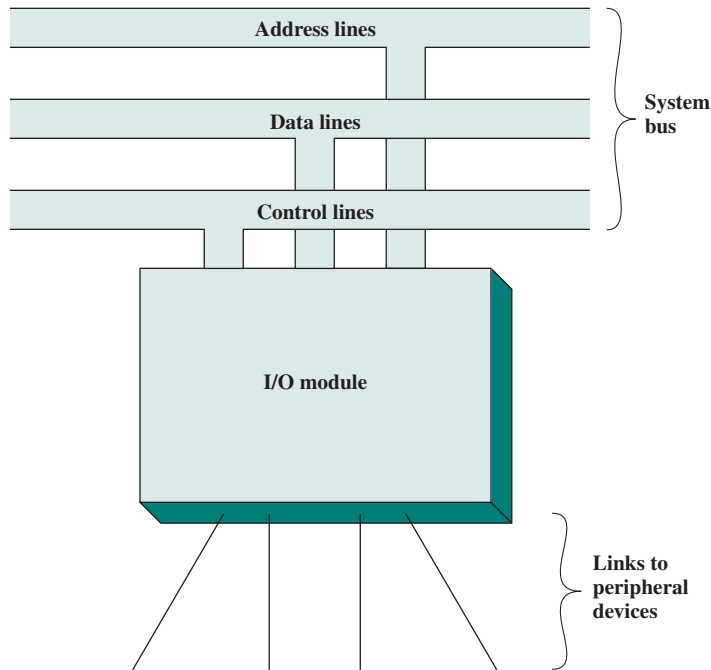 Address lines
Data lines
System
bus
Control lines
I/O module
Links to
peripheral
devices